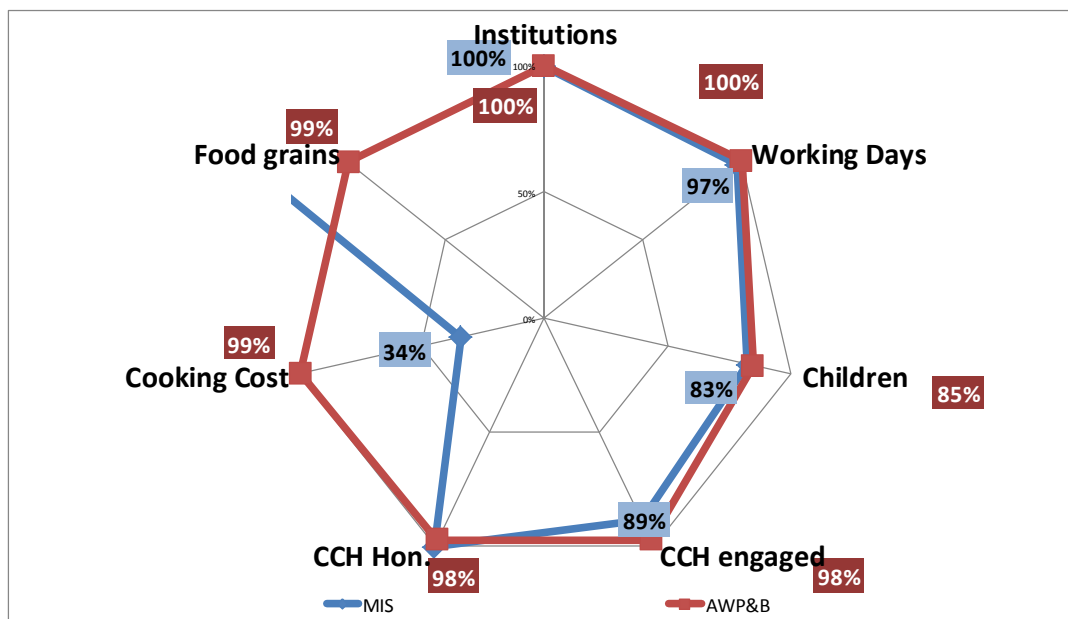 Institutions
100%
100%
100%
100%
99%
Food grains
Working Days
97%
50%
0%
99%
34%
Cooking Cost
Children
83%
85%
89%
CCH Hon.
98%
CCH engaged
98%
MIS
AWP&B